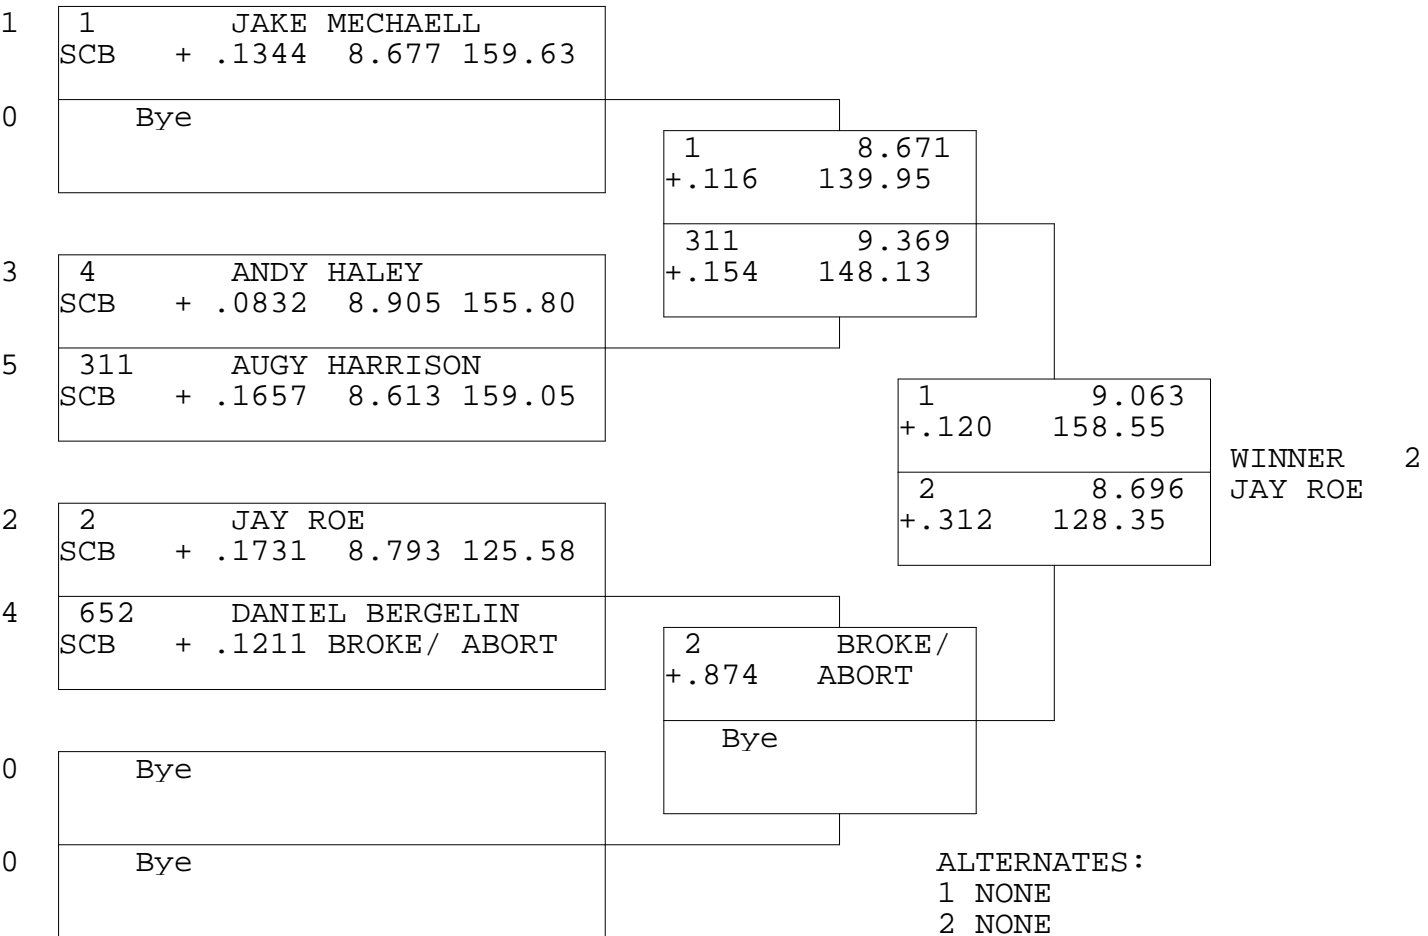 1 1 JAKE MECHAELL
SCB + .1344 8.677 159.63
0 Bye
1 8.671
+.116 139.95
311 9.369
+.154 148.13
3 4 ANDY HALEY
SCB + .0832 8.905 155.80
5 311 AUGY HARRISON
SCB + .1657 8.613 159.05
1 9.063
+.120 158.55
2 8.696
+.312 128.35
WINNER 2
JAY ROE
2 2 JAY ROE
SCB + .1731 8.793 125.58
4 652 DANIEL BERGELIN
SCB + .1211 BROKE/ ABORT
2 BROKE/
+.874 ABORT
Bye
0 Bye
0 Bye
ALTERNATES:
1 NONE
2 NONE